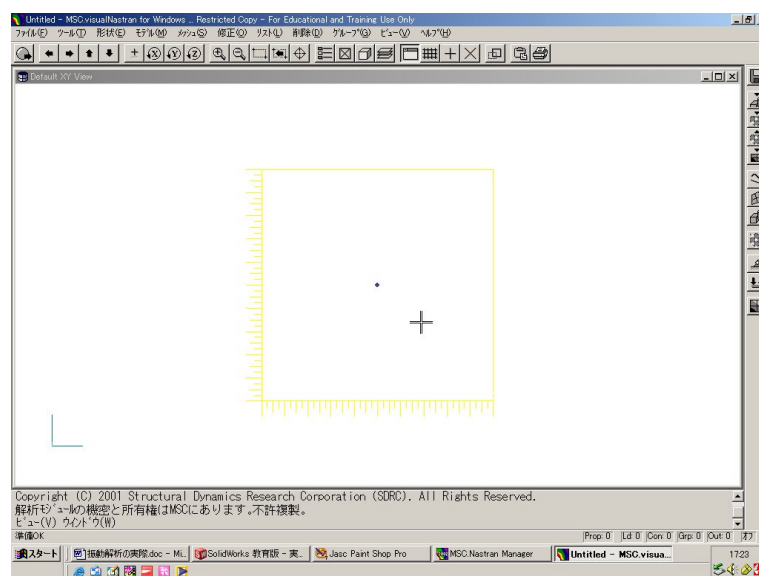 Untitled - MSC.visualNastran for Windows .. Restricted Copy - For Educational and Training Use Only
ファイル(F) ツール(T) 形状(E) モデル(M) メッシュ(S) 修正(O) リスト(L) 削除(D) グループ(G) ビュー(V) ヘルプ(H)
Default XY View
Copyright (C) 2001 Structural Dynamics Research Corporation (SDRC). All Rights Reserved.
解析モジュールの機密と所有権はMSCにあります。不許複製。
ビュー(V) ウィンドウ(W)
準備OK
Prop: 0 Ld: 0 Con: 0 Grp: 0 Out: 0 オフ
スタート 振動解析の実際.doc - Mi... SolidWorks 教育版 - 実... Jasc Paint Shop Pro MSC.Nastran Manager Untitled - MSC.visua... 17:23